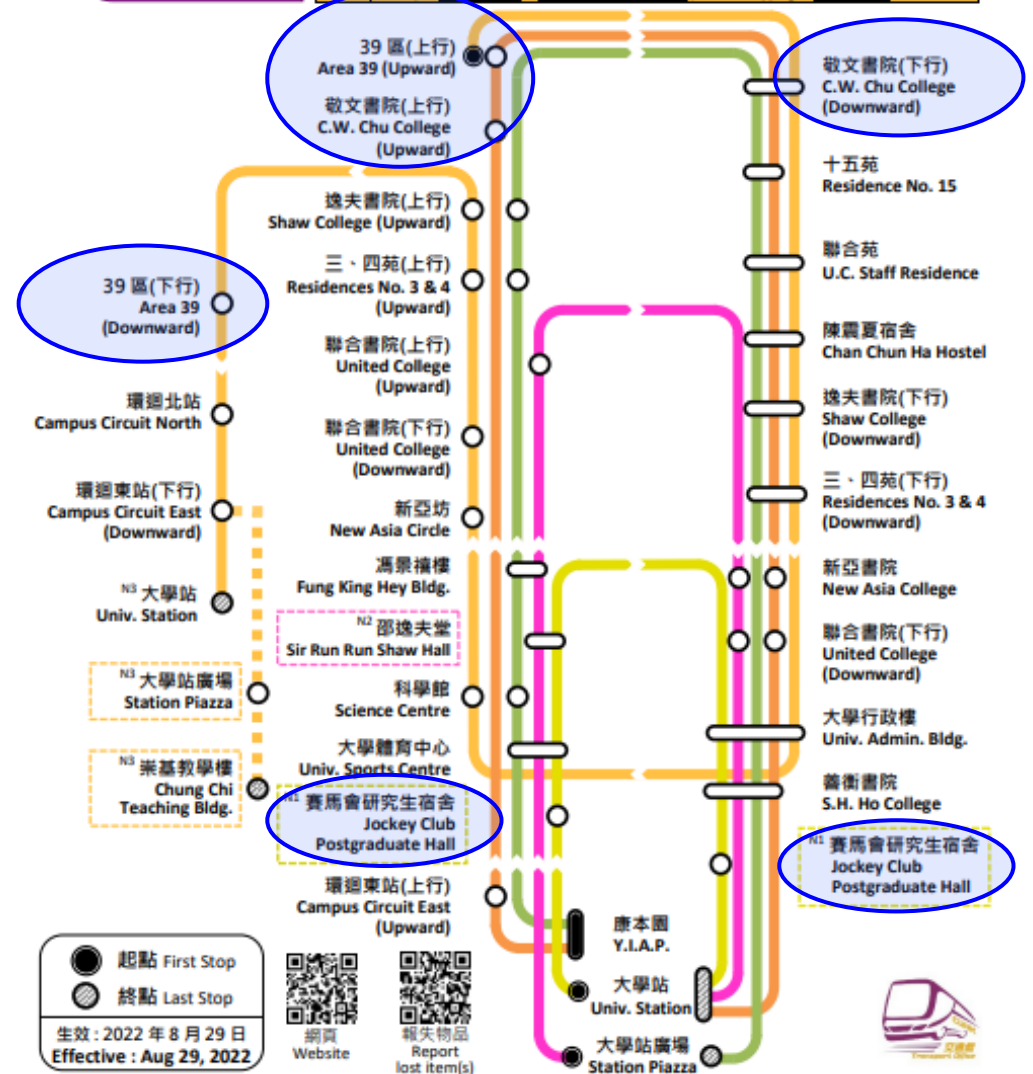 39 區(上行)
Area 39 (Upward)
敬文書院(上行)
C.W. Chu College
(Upward)
逸夫書院(上行)
Shaw College (Upward)
三、四苑(上行)
Residences No. 3 & 4
(Upward)
聯合書院(上行)
United College
(Upward)
聯合書院(下行)
United College
(Downward)
新亞坊
New Asia Circle
馮景禧樓
Fung King Hey Bldg.
N2 邵逸夫堂
Sir Run Run Shaw Hall
科學館
Science Centre
大學體育中心
Univ. Sports Centre
N1 賽馬會研究生宿舍
Jockey Club
Postgraduate Hall
環迴東站(上行)
Campus Circuit East
(Upward)
39 區(下行)
Area 39
(Downward)
環迴北站
Campus Circuit North
環迴東站(下行)
Campus Circuit East
(Downward)
N3 大學站
Univ. Station
N3 大學站廣場
Station Piazza
N3 崇基教學樓
Chung Chi
Teaching Bldg.
敬文書院(下行)
C.W. Chu College
(Downward)
十五苑
Residence No. 15
聯合苑
U.C. Staff Residence
陳震夏宿舍
Chan Chun Ha Hostel
逸夫書院(下行)
Shaw College
(Downward)
三、四苑(下行)
Residences No. 3 & 4
(Downward)
新亞書院
New Asia College
聯合書院(下行)
United College
(Downward)
大學行政樓
Univ. Admin. Bldg.
善衡書院
S.H. Ho College
N1 賽馬會研究生宿舍
Jockey Club
Postgraduate Hall
康本園
Y.I.A.P.
大學站
Univ. Station
大學站廣場
Station Piazza
起點 First Stop
終點 Last Stop
生效 : 2022 年 8 月 29 日
Effective : Aug 29, 2022
網頁
Website
報失物品
Report
lost item(s)
Transport Office